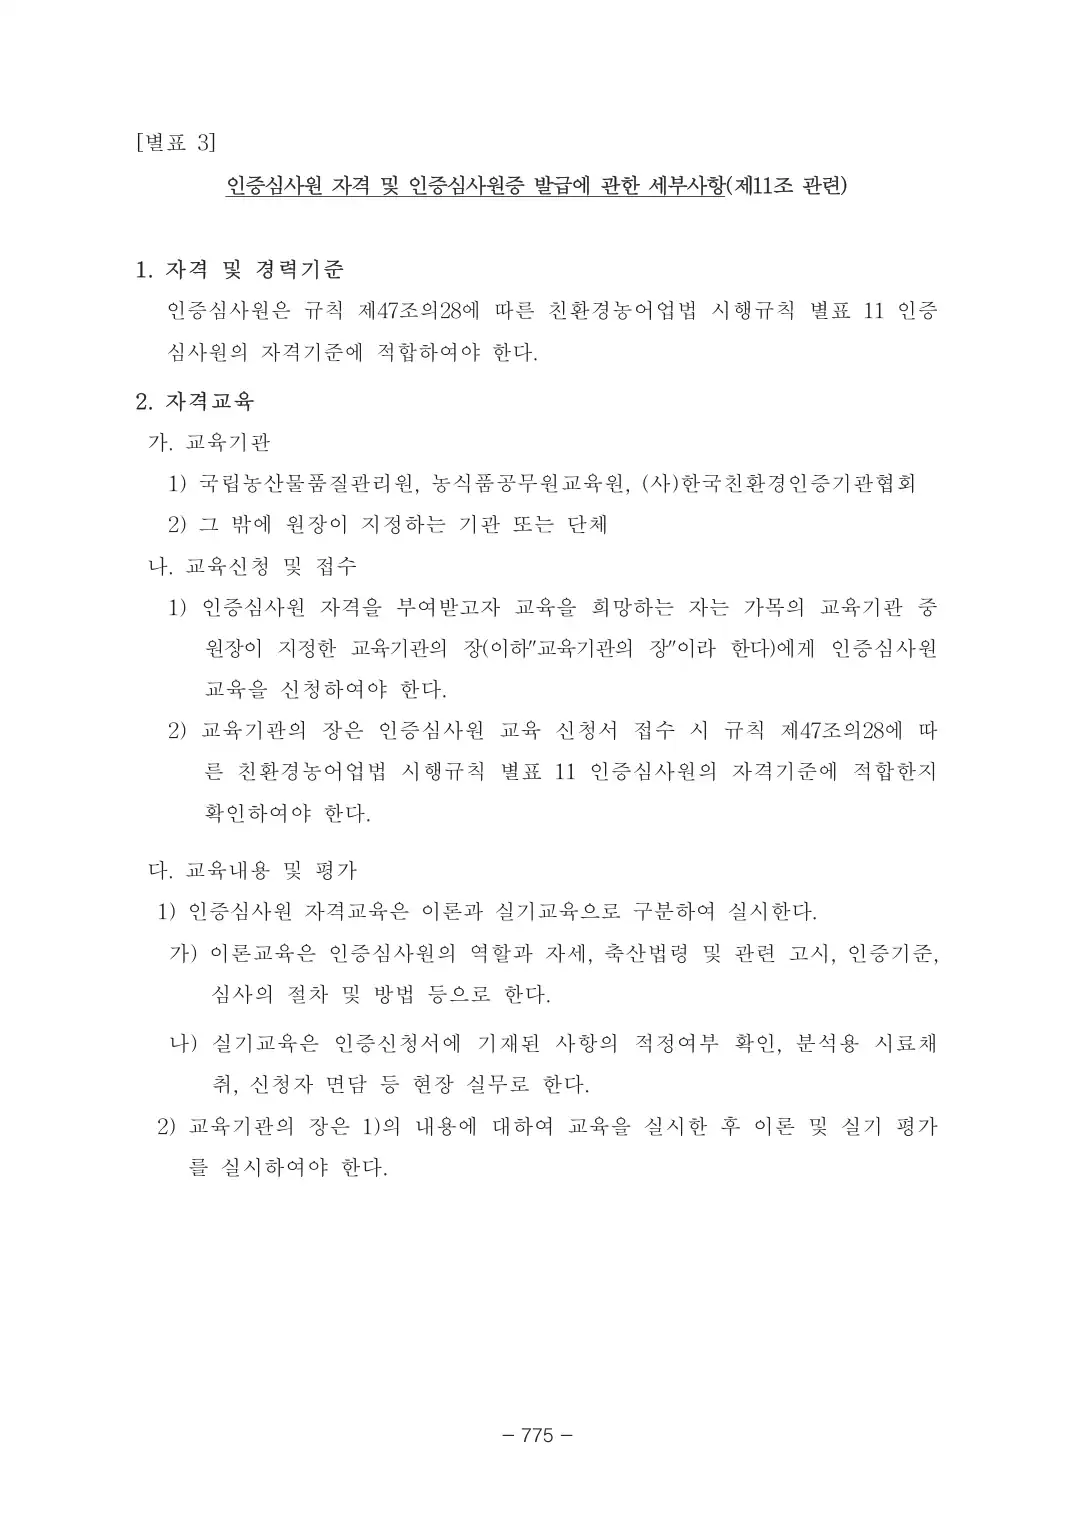 [별표 3]
인증심사원 자격 및 인증심사원증 발급에 관한 세부사항(제11조 관련)
1. 자격 및 경력기준
인증심사원은 규칙 제47조의28에 따른 친환경농어업법 시행규칙 별표 11 인증
심사원의 자격기준에 적합하여야 한다.
2. 자격교육
가. 교육기관
1) 국립농산물품질관리원, 농식품공무원교육원, (사)한국친환경인증기관협회
2) 그 밖에 원장이 지정하는 기관 또는 단체
나. 교육신청 및 접수
1) 인증심사원 자격을 부여받고자 교육을 희망하는 자는 가목의 교육기관 중
원장이 지정한 교육기관의 장(이하"교육기관의 장"이라 한다)에게 인증심사원
교육을 신청하여야 한다.
2) 교육기관의 장은 인증심사원 교육 신청서 접수 시 규칙 제47조의28에 따
른 친환경농어업법 시행규칙 별표 11 인증심사원의 자격기준에 적합한지
확인하여야 한다.
다. 교육내용 및 평가
1) 인증심사원 자격교육은 이론과 실기교육으로 구분하여 실시한다.
가) 이론교육은 인증심사원의 역할과 자세, 축산법령 및 관련 고시, 인증기준,
심사의 절차 및 방법 등으로 한다.
나) 실기교육은 인증신청서에 기재된 사항의 적정여부 확인, 분석용 시료채
취, 신청자 면담 등 현장 실무로 한다.
2) 교육기관의 장은 1)의 내용에 대하여 교육을 실시한 후 이론 및 실기 평가
를 실시하여야 한다.
- 775 -